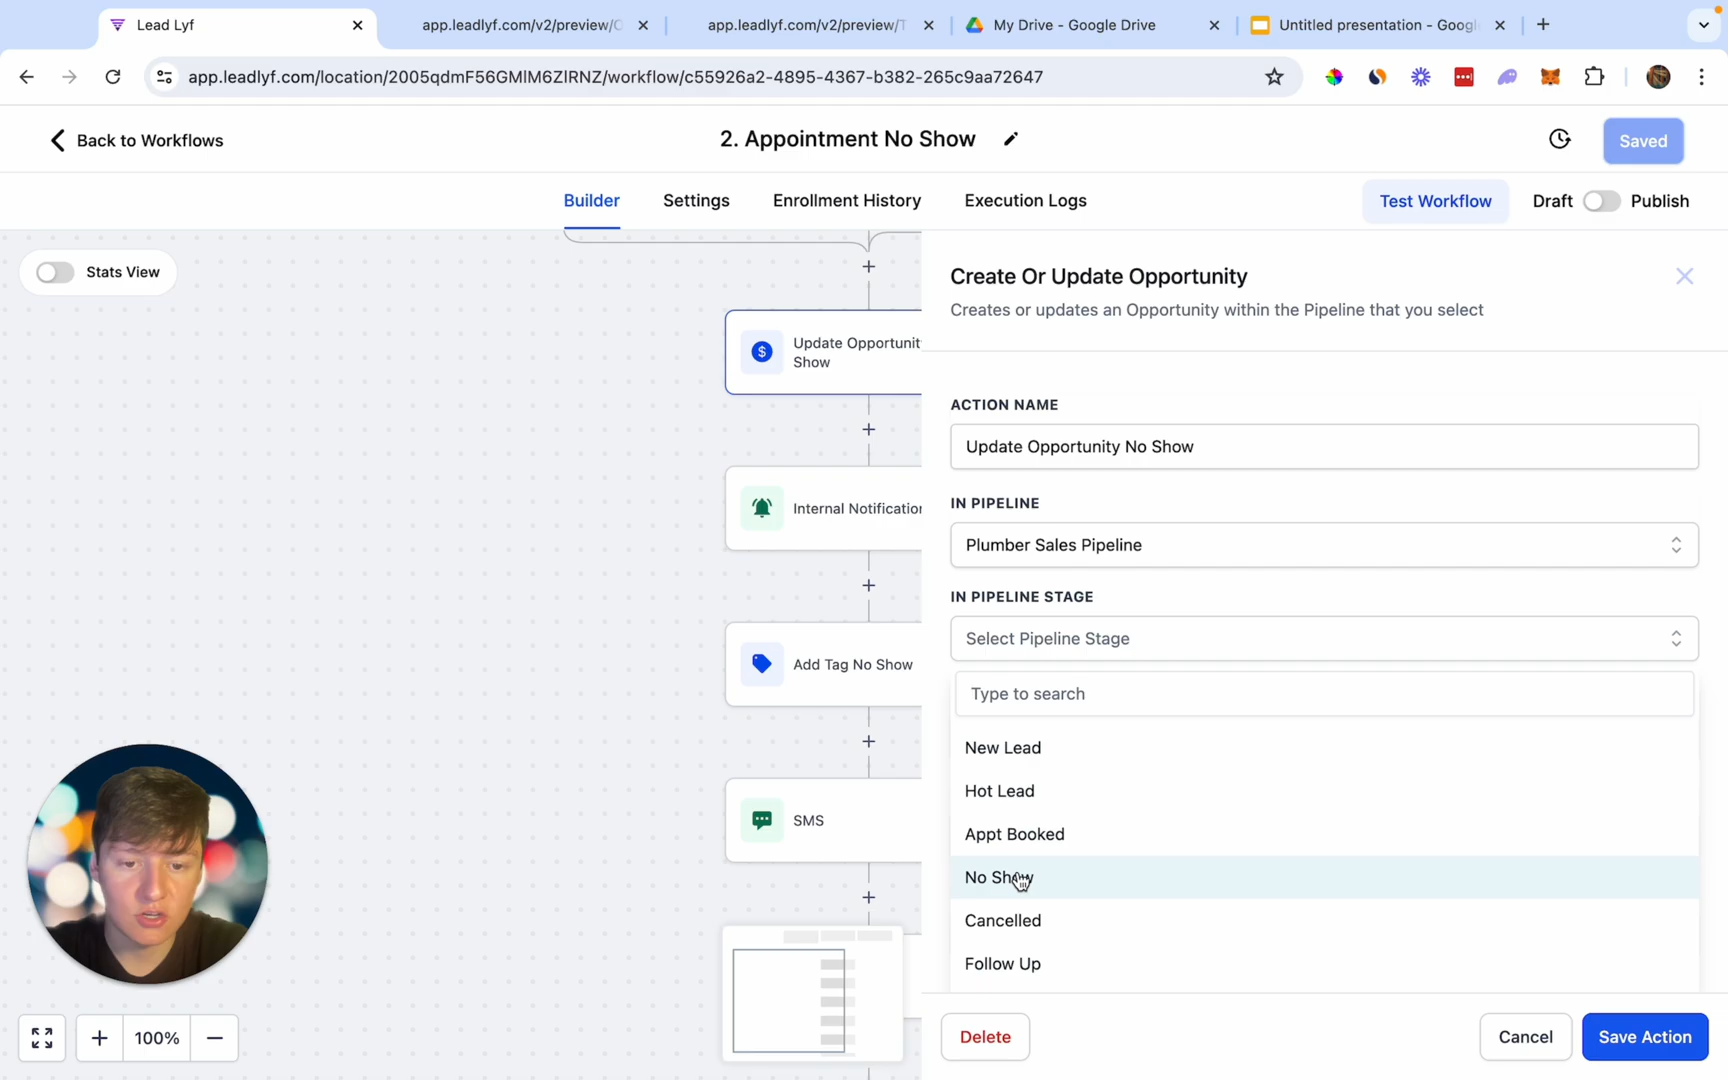 Lead Lyf
app.leadlyf.com/v2/preview/
app.leadlyf.com/v2/preview/
My Drive - Google Drive
Untitled presentation - Goog
app.leadlyf.com/location/2005qdmF56GMlM6ZlRNZ/workflow/c55926a2-4895-4367-b382-265c9aa72647
Back to Workflows
2. Appointment No Show
Saved
Builder
Settings
Enrollment History
Execution Logs
Test Workflow
Draft
Publish
Stats View
Update Opportunit
Show
Internal Notification
Add Tag No Show
SMS
100%
Create Or Update Opportunity
Creates or updates an Opportunity within the Pipeline that you select
ACTION NAME
Update Opportunity No Show
IN PIPELINE
Plumber Sales Pipeline
IN PIPELINE STAGE
Select Pipeline Stage
Type to search
New Lead
Hot Lead
Appt Booked
No Show
Cancelled
Follow Up
Delete
Cancel
Save Action